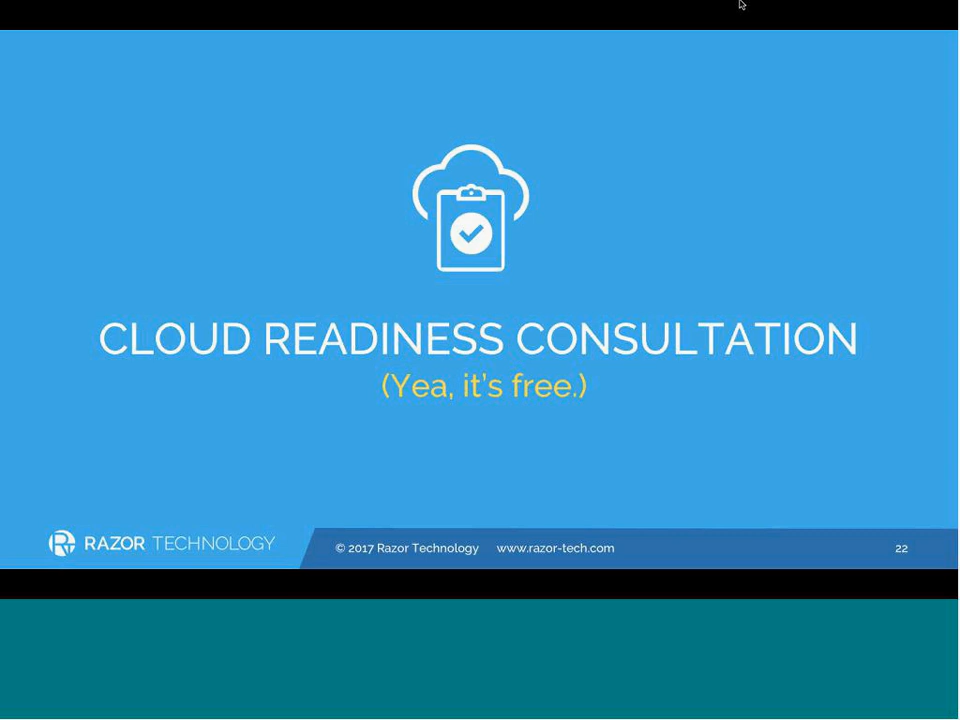 CLOUD READINESS CONSULTATION
(Yea, it's free.)
RAZOR TECHNOLOGY
© 2017 Razor Technology www.razor-tech.com 22